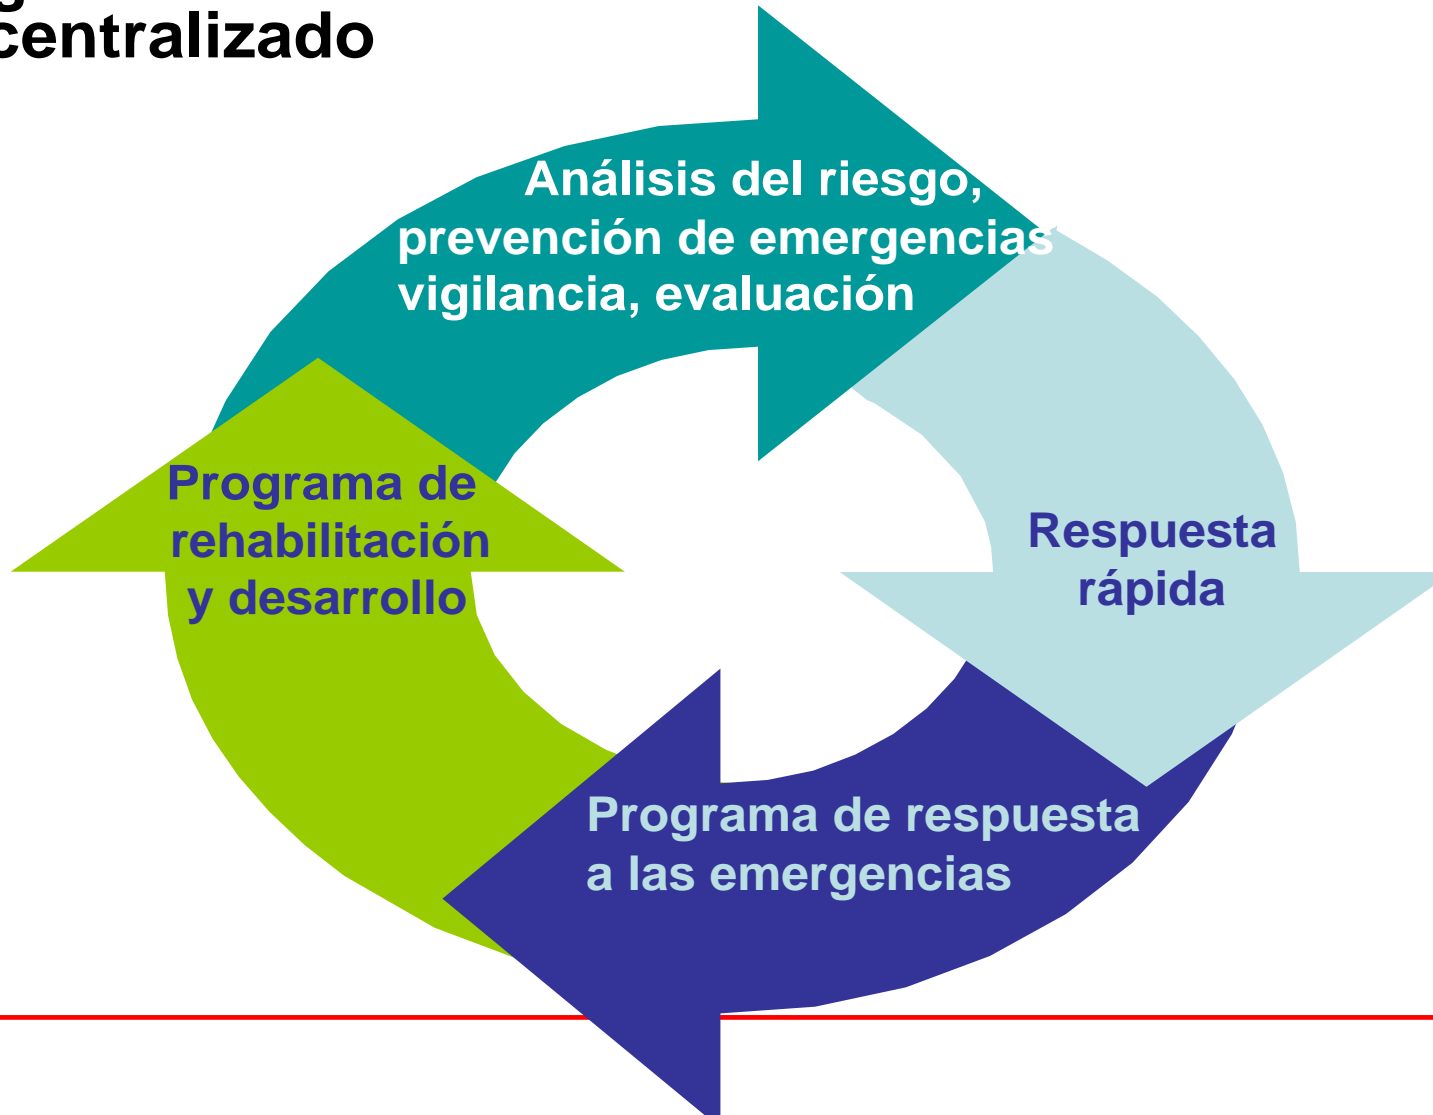 centralizado
Análisis del riesgo,
prevención de emergencias
vigilancia, evaluación
Programa de
rehabilitación
y desarrollo
Respuesta
rápida
Programa de respuesta
a las emergencias